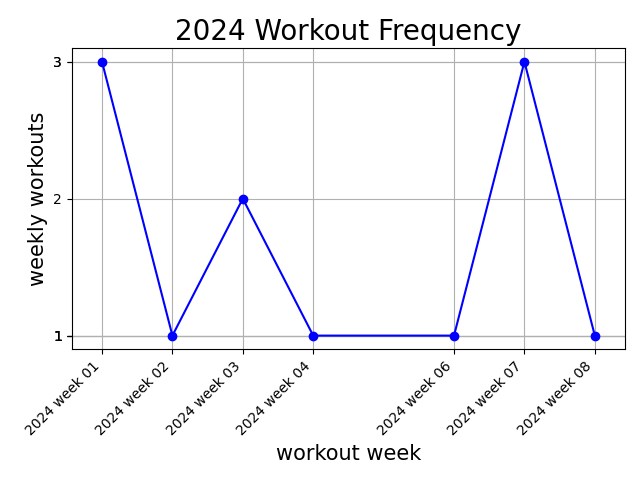 2024 Workout Frequency
weekly workouts
3
2
1
2024 week 01
2024 week 02
2024 week 03
2024 week 04
2024 week 06
2024 week 07
2024 week 08
workout week